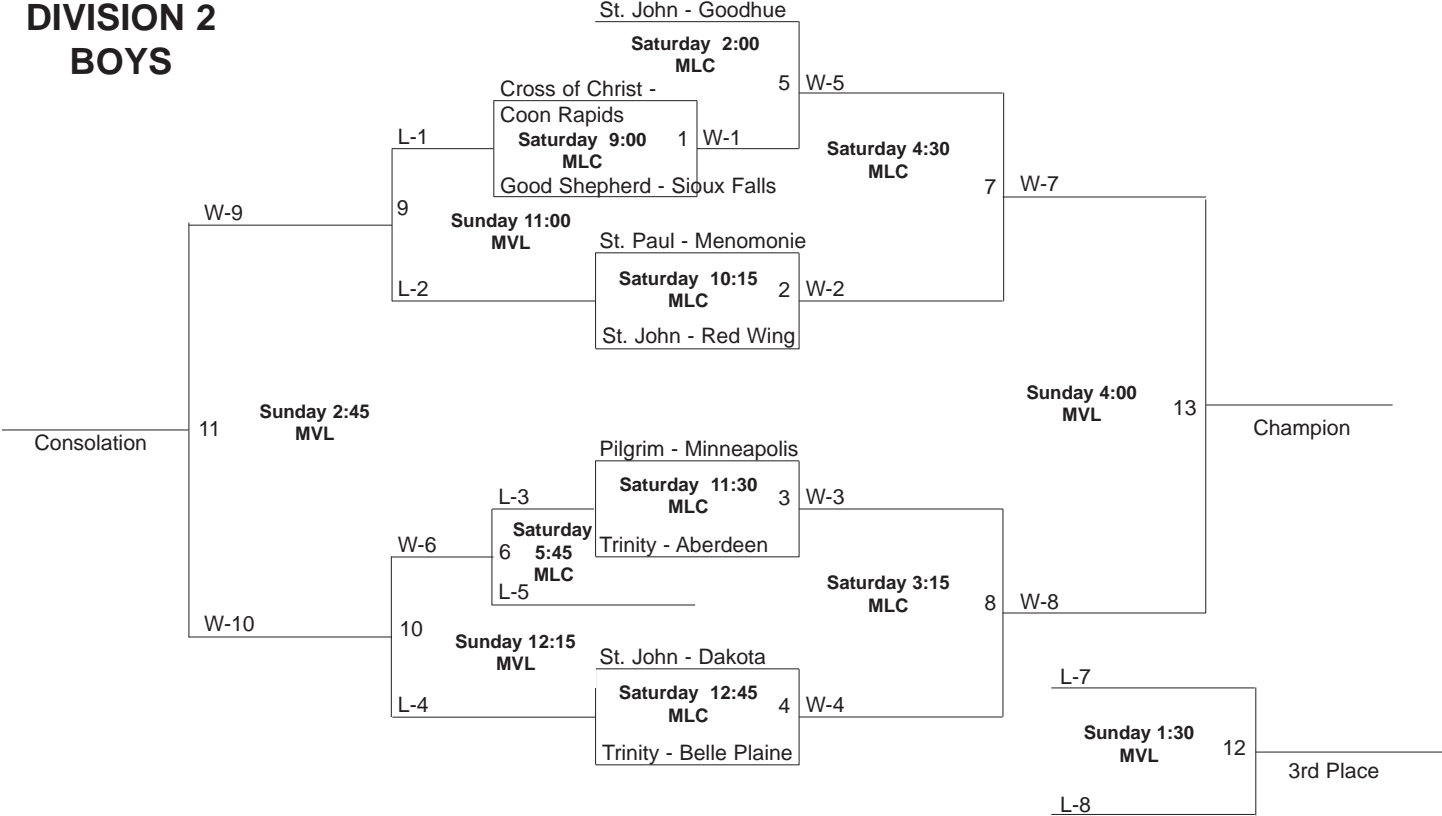 DIVISION 2
BOYS
St. John - Goodhue
Saturday 2:00
MLC
5
W-5
Cross of Christ -
Coon Rapids
L-1
Saturday 9:00
MLC
1
W-1
Good Shepherd - Sioux Falls
Saturday 4:30
MLC
7
W-7
W-9
9
Sunday 11:00
MVL
St. Paul - Menomonie
L-2
Saturday 10:15
MLC
2
W-2
St. John - Red Wing
Sunday 2:45
MVL
11
Consolation
Sunday 4:00
MVL
13
Champion
Pilgrim - Minneapolis
L-3
Saturday 11:30
MLC
3
W-3
Trinity - Aberdeen
W-6
6
Saturday
5:45
MLC
L-5
Saturday 3:15
MLC
8
W-8
W-10
10
Sunday 12:15
MVL
St. John - Dakota
L-4
Saturday 12:45
MLC
4
W-4
Trinity - Belle Plaine
L-7
Sunday 1:30
MVL
12
3rd Place
L-8